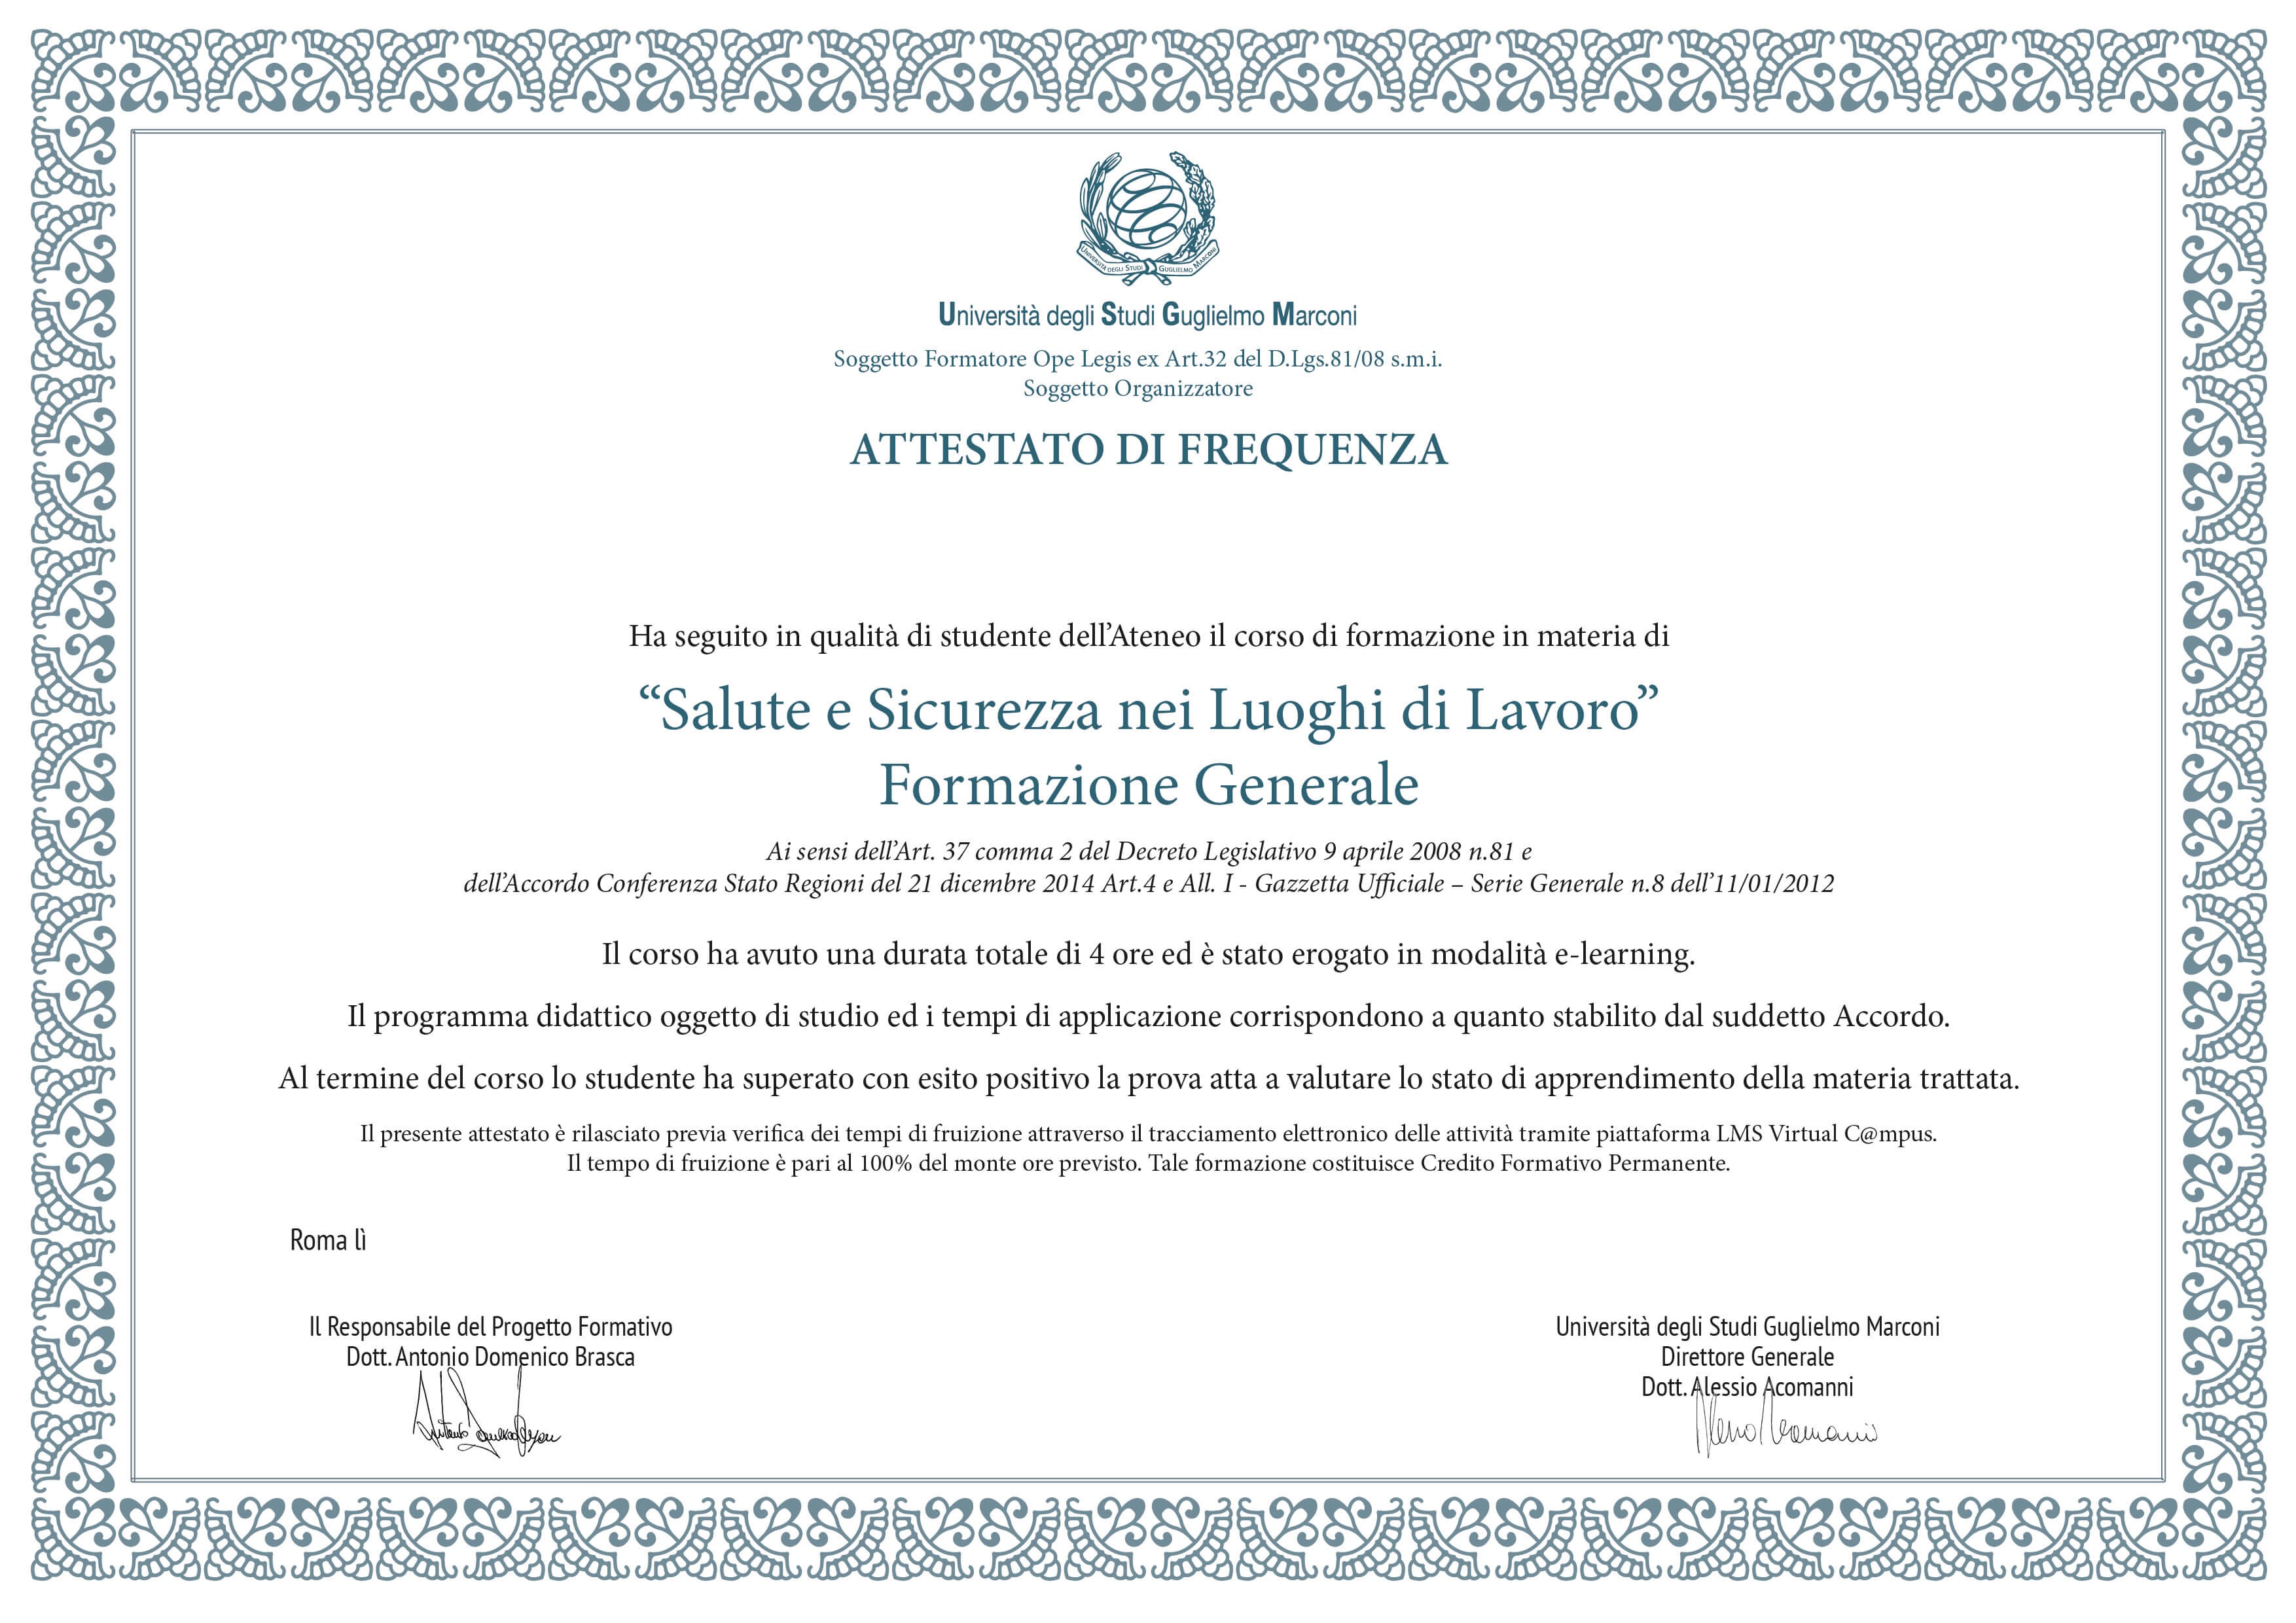 Università degli Studi Guglielmo Marconi
Università degli Studi Guglielmo Marconi
Soggetto Formatore Ope Legis ex Art.32 del D.Lgs.81/08 s.m.i.
Soggetto Organizzatore
ATTESTATO DI FREQUENZA
Ha seguito in qualità di studente dell’Ateneo il corso di formazione in materia di
“Salute e Sicurezza nei Luoghi di Lavoro”
Formazione Generale
Ai sensi dell’Art. 37 comma 2 del Decreto Legislativo 9 aprile 2008 n.81 e
dell’Accordo Conferenza Stato Regioni del 21 dicembre 2014 Art.4 e All. I - Gazzetta Ufficiale – Serie Generale n.8 dell’11/01/2012
Il corso ha avuto una durata totale di 4 ore ed è stato erogato in modalità e-learning.
Il programma didattico oggetto di studio ed i tempi di applicazione corrispondono a quanto stabilito dal suddetto Accordo.
Al termine del corso lo studente ha superato con esito positivo la prova atta a valutare lo stato di apprendimento della materia trattata.
Il presente attestato è rilasciato previa verifica dei tempi di fruizione attraverso il tracciamento elettronico delle attività tramite piattaforma LMS Virtual C@mpus.
Il tempo di fruizione è pari al 100% del monte ore previsto. Tale formazione costituisce Credito Formativo Permanente.
Roma lì
Il Responsabile del Progetto Formativo
Dott. Antonio Domenico Brasca
Università degli Studi Guglielmo Marconi
Direttore Generale
Dott. Alessio Acomanni